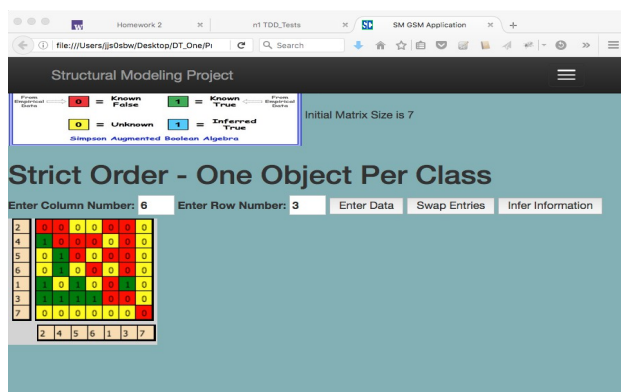 W Homework 2 × n1 TDD_Tests × SC SM GSM Application × +
file:///Users/jjs0sbw/Desktop/DT_One/Pr Search
Structural Modeling Project
From Empirical Data 0 = Known False 1 = Known True From Empirical Data
0 = Unknown 1 = Inferred True
Simpson Augmented Boolean Algebra
Initial Matrix Size is 7
Strict Order - One Object Per Class
Enter Column Number: 6 Enter Row Number: 3 Enter Data Swap Entries Infer Information
2 0 0 0 0 0 0 0
4 1 0 0 0 0 0 0
5 0 1 0 0 0 0 0
6 0 1 0 0 0 0 0
1 1 0 1 0 0 1 0
3 1 1 1 1 0 0 0
7 0 0 0 0 0 0 0
2 4 5 6 1 3 7